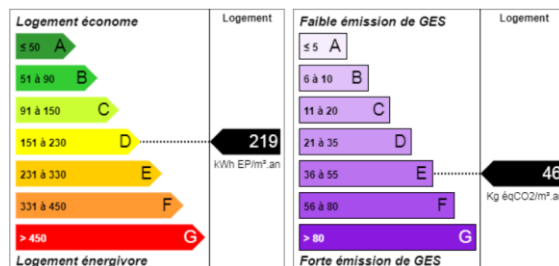 Logement économe
Logement
≤ 50 A
51 à 90 B
91 à 150 C
151 à 230 D
219
kWh EP/m².an
231 à 330 E
331 à 450 F
> 450 G
Logement énergivore
Faible émission de GES
Logement
≤ 5 A
6 à 10 B
11 à 20 C
21 à 35 D
36 à 55 E
46
Kg éqCO2/m².an
56 à 80 F
> 80 G
Forte émission de GES